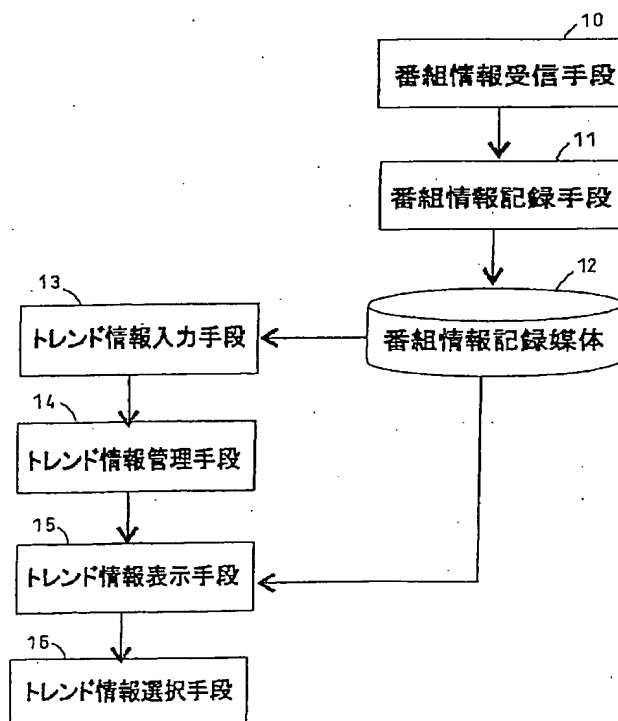 10
番組情報受信手段
11
番組情報記録手段
12
番組情報記録媒体
13
トレンド情報入力手段
14
トレンド情報管理手段
15
トレンド情報表示手段
16
トレンド情報選択手段